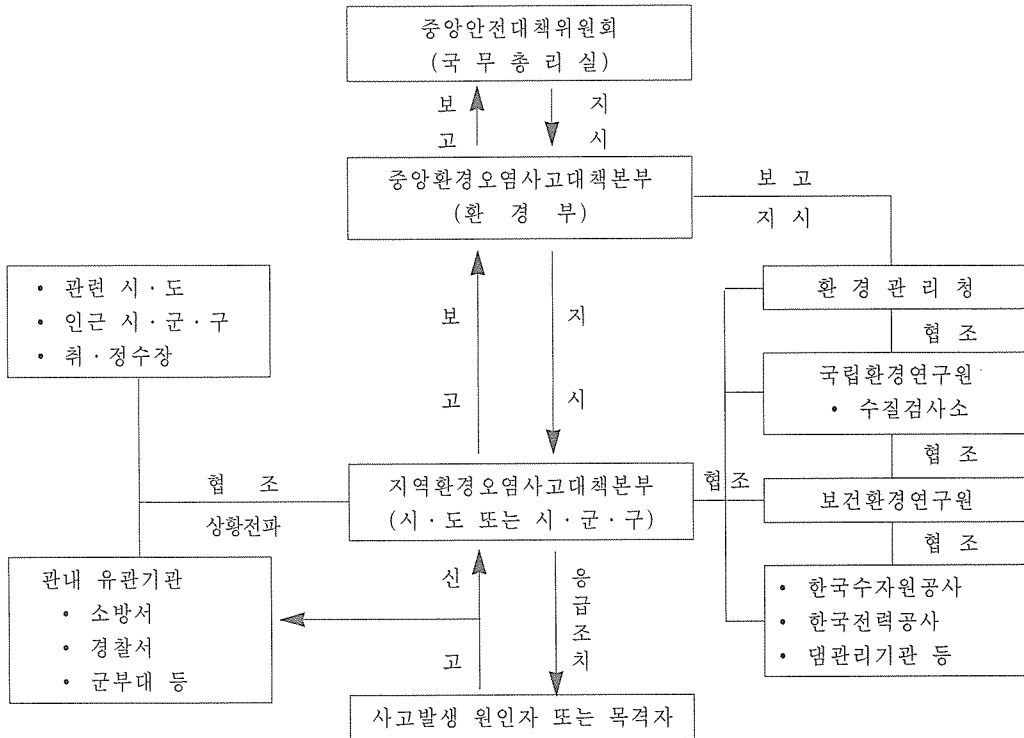 중앙안전대책위원회
(국 무 총 리 실)
보 고
지 시
중앙환경오염사고대책본부
(환 경 부)
보 고
지 시
• 관련 시·도
• 인근 시·군·구
• 취·정수장
보 고
지 시
환 경 관 리 청
협 조
국립환경연구원
• 수질검사소
협 조
협 조
상황전파
지역환경오염사고대책본부
(시·도 또는 시·군·구)
협조
보건환경연구원
협 조
관내 유관기관
• 소방서
• 경찰서
• 군부대 등
신 고
응급조치
• 한국수자원공사
• 한국전력공사
• 댐관리기관 등
사고발생 원인자 또는 목격자